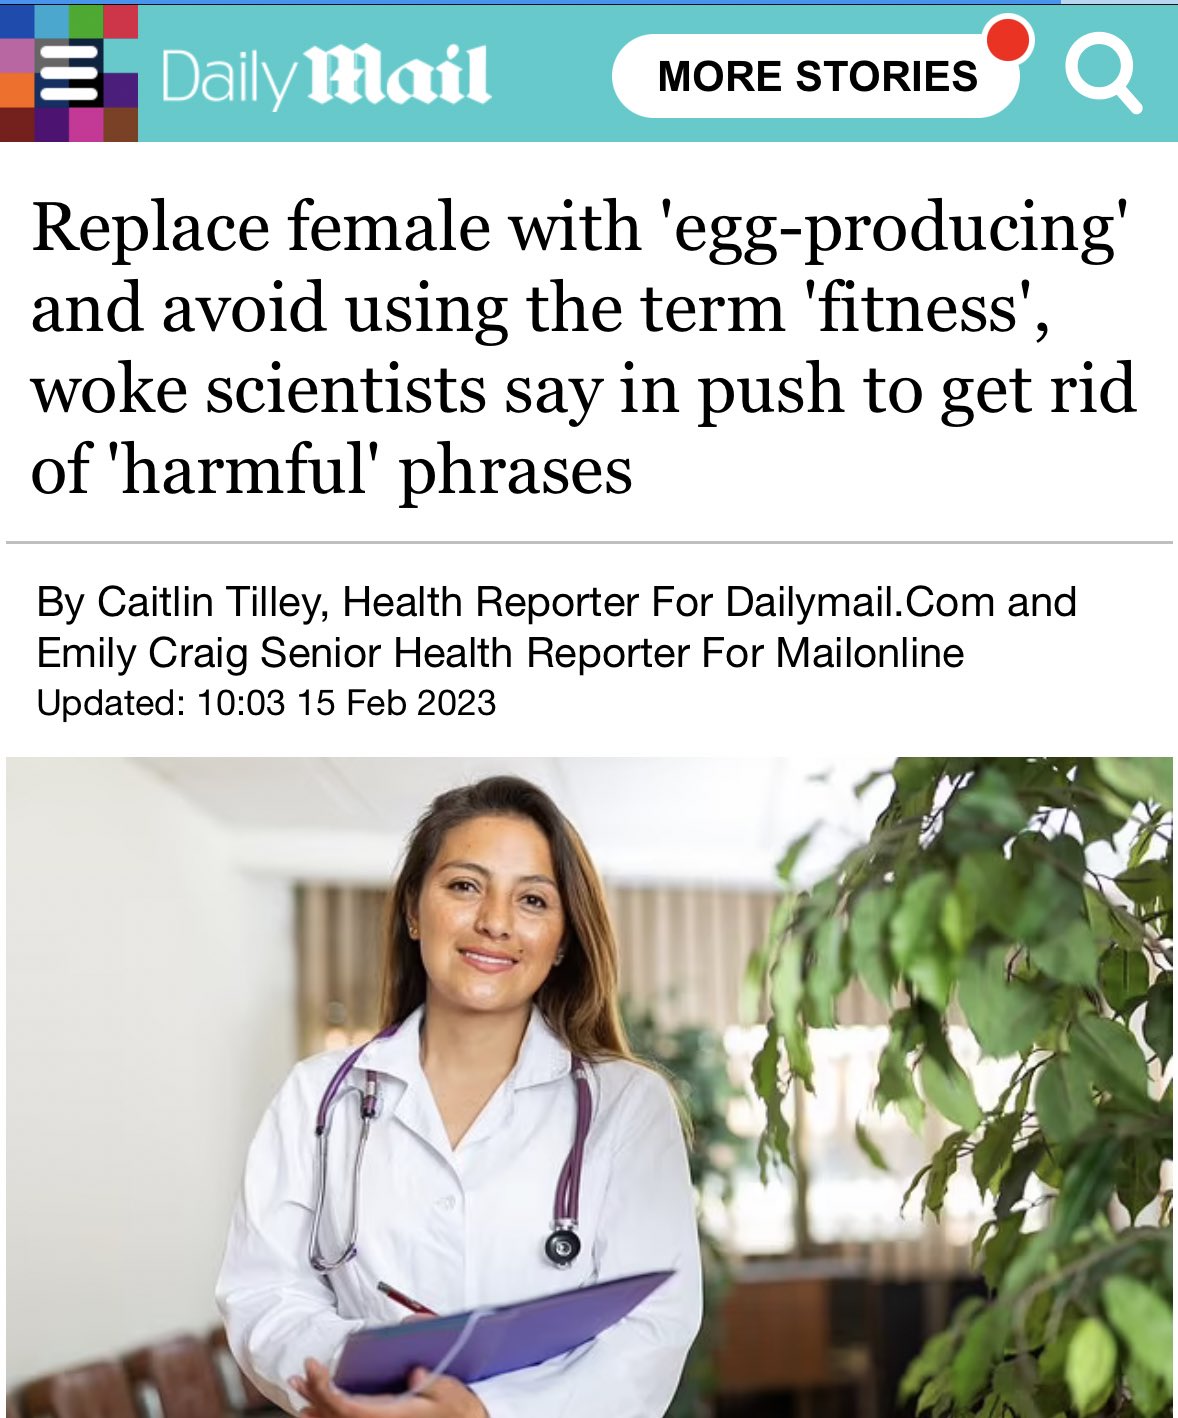 Daily Mail
MORE STORIES
Replace female with 'egg-producing'
and avoid using the term 'fitness',
woke scientists say in push to get rid
of 'harmful' phrases
By Caitlin Tilley, Health Reporter For Dailymail.Com and
Emily Craig Senior Health Reporter For Mailonline
Updated: 10:03 15 Feb 2023